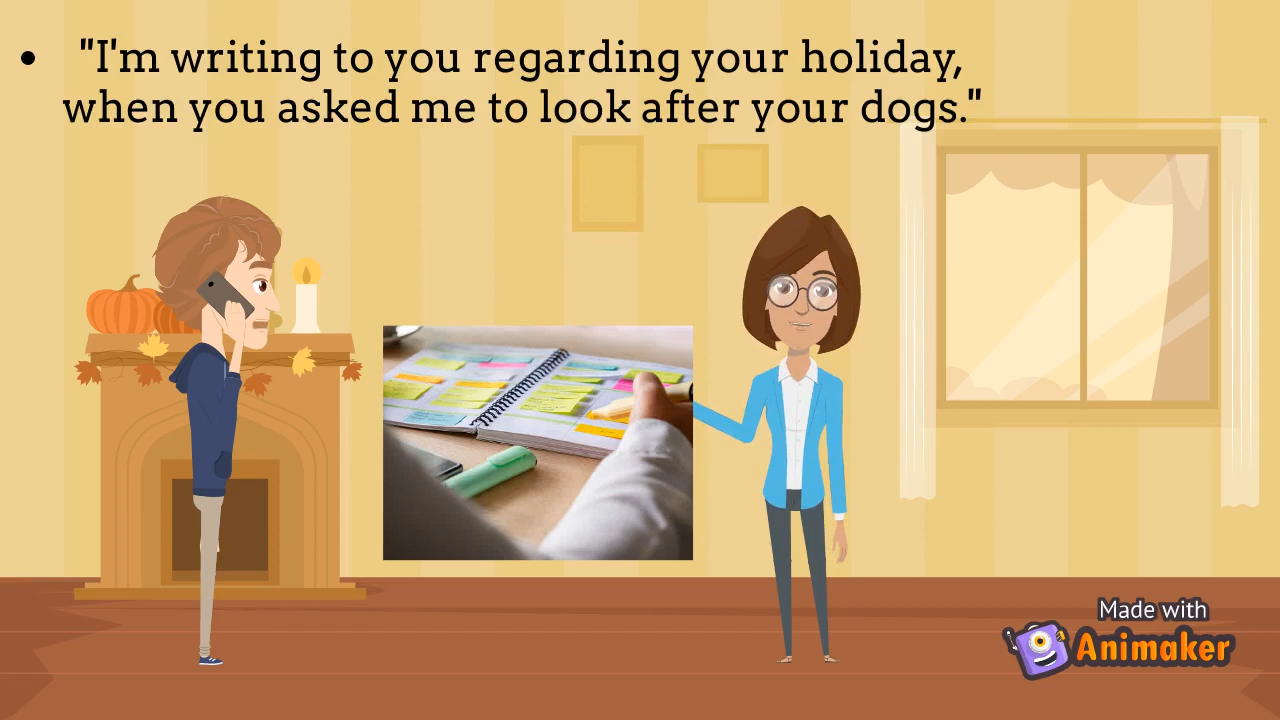 • "I'm writing to you regarding your holiday,
when you asked me to look after your dogs."
Made with
Animaker